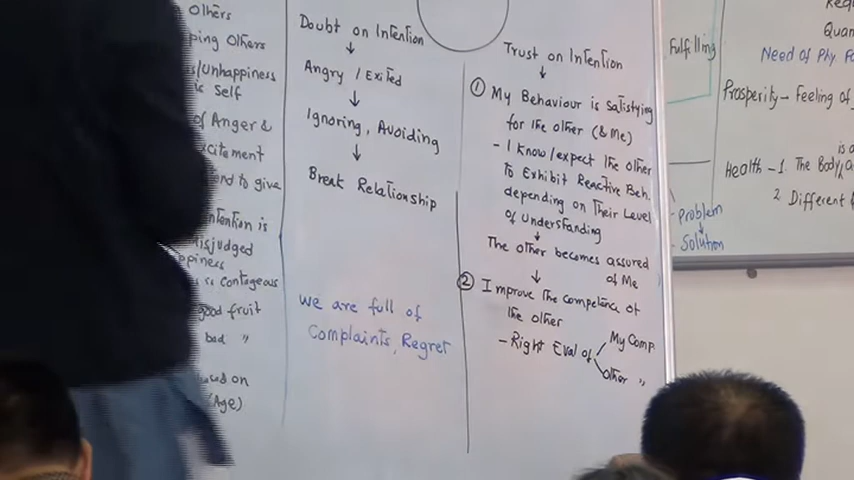 Others
ping Others
s/Unhappiness
is Self
of Anger &
citement
end to give
ntention is
isjudged
ppiness
is contageous
good fruit
bad "
used on
(Age)
Doubt on Intention
↓
Angry / Exited
↓
Ignoring, Avoiding
↓
Break Relationship
We are full of
Complaints, Regret
Trust on Intention
↓
① My Behaviour is satisfying
for the other (& Me)
- I know/expect the other
to Exhibit Reactive Beh.
depending on Their Level
of Understanding
↓
The other becomes assured
of Me
↓
② Improve the competence of
the other
- Right Eval of
My Comp
other "
Fulfilling
problem
↓
- Solution
Quan
Need of Phy. Fa
Prosperity - Feeling of
is a
Health - 1. The Body
2. Different